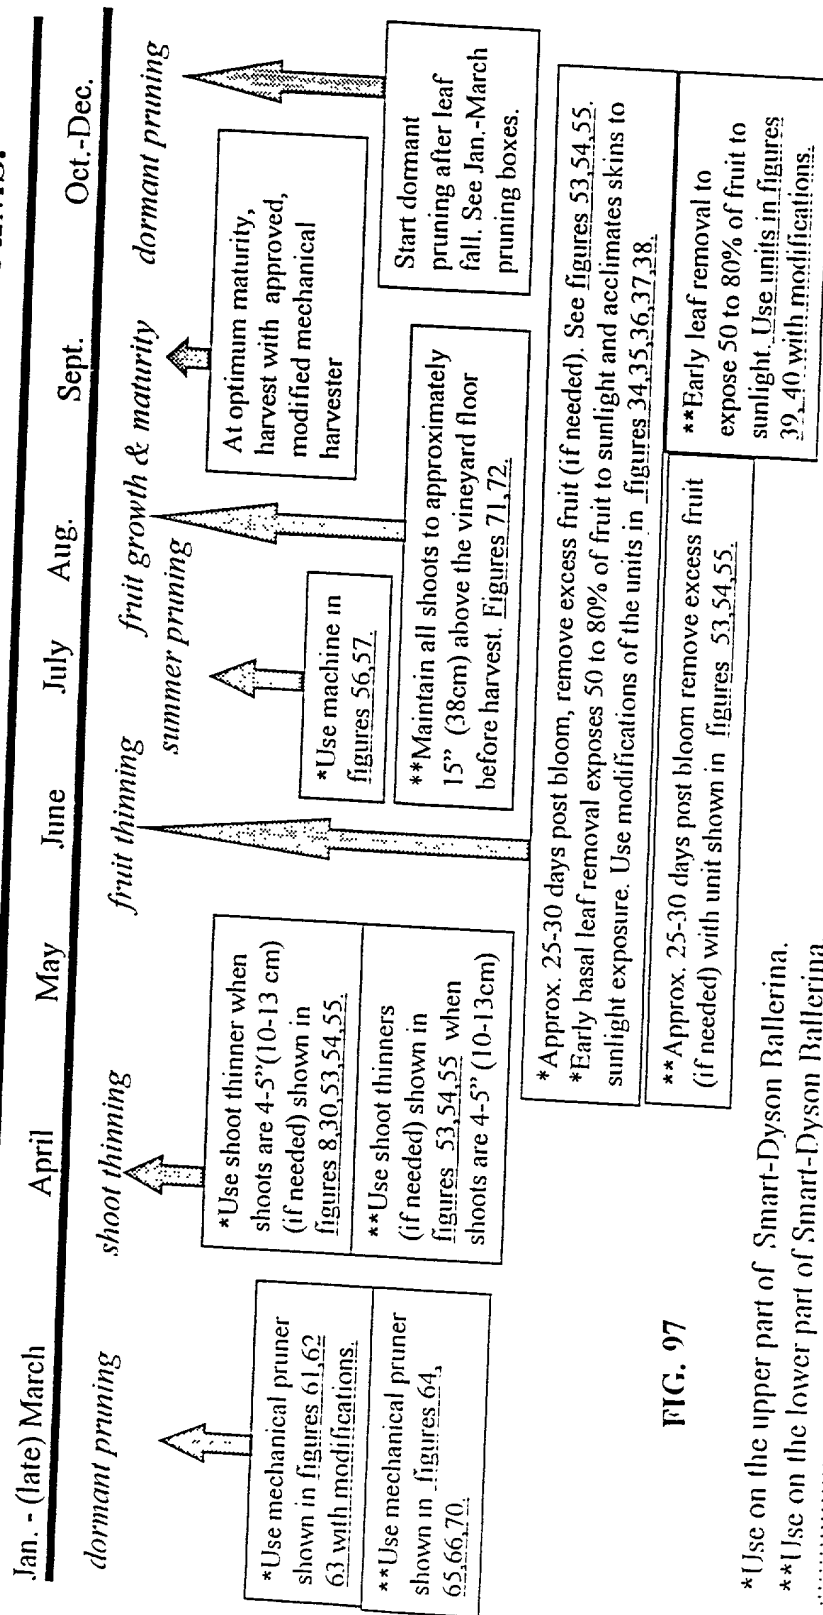 Jan. - (late) March April May June July Aug. Sept. Oct.-Dec.
dormant pruning shoot thinning fruit thinning fruit growth & maturity dormant pruning
summer pruning
*Use mechanical pruner
shown in figures 61,62
63 with modifications.
**Use mechanical pruner
shown in figures 64,
65,66,70.
*Use shoot thinner when
shoots are 4-5"(10-13 cm)
(if needed) shown in
figures 8,30,53,54,55.
**Use shoot thinners
(if needed) shown in
figures 53,54,55 when
shoots are 4-5" (10-13cm)
*Use machine in
figures 56,57.
**Maintain all shoots to approximately
15" (38cm) above the vineyard floor
before harvest. Figures 71,72.
At optimum maturity,
harvest with approved,
modified mechanical
harvester
Start dormant
pruning after leaf
fall. See Jan.-March
pruning boxes.
*Approx. 25-30 days post bloom, remove excess fruit (if needed). See figures 53,54,55.
*Early basal leaf removal exposes 50 to 80% of fruit to sunlight and acclimates skins to
sunlight exposure. Use modifications of the units in figures 34,35,36,37,38.
**Approx. 25-30 days post bloom remove excess fruit
(if needed) with unit shown in figures 53,54,55.
**Early leaf removal to
expose 50 to 80% of fruit to
sunlight. Use units in figures
39, 40 with modifications.
FIG. 97
*Use on the upper part of Smart-Dyson Ballerina.
**Use on the lower part of Smart-Dyson Ballerina